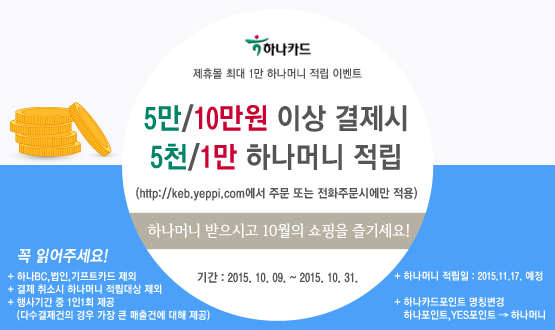 하나카드
제휴몰 최대 1만 하나머니 적립 이벤트
5만/10만원 이상 결제시
5천/1만 하나머니 적립
(http://keb.yeppi.com에서 주문 또는 전화주문시에만 적용)
하나머니 받으시고 10월의 쇼핑을 즐기세요!
기간 : 2015. 10. 09. ~ 2015. 10. 31.
꼭 읽어주세요!
+ 하나BC,법인,기프트카드 제외
+ 결제 취소시 하나머니 적립대상 제외
+ 행사기간 중 1인1회 제공
(다수결제건의 경우 가장 큰 매출건에 대해 제공)
+ 하나머니 적립일 : 2015.11.17. 예정
+ 하나카드포인트 명칭변경
하나포인트,YES포인트 → 하나머니